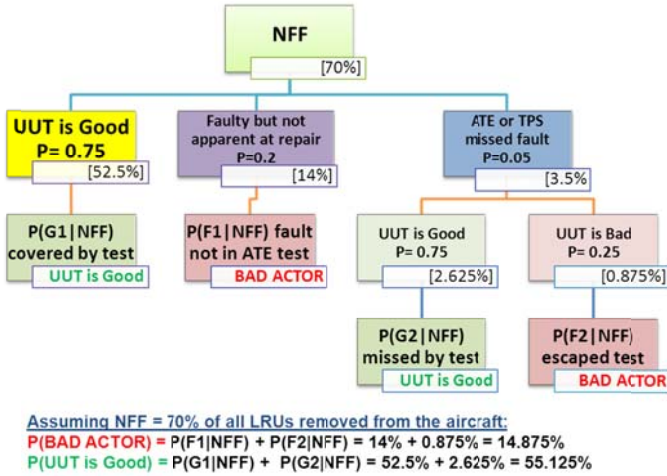 NFF
[70%]
UUT is Good
P= 0.75
[52.5%]
Faulty but not
apparent at repair
P=0.2
[14%]
ATE or TPS
missed fault
P=0.05
[3.5%]
P(G1|NFF)
covered by test
UUT is Good
P(F1|NFF) fault
not in ATE test
BAD ACTOR
UUT is Good
P= 0.75
[2.625%]
UUT is Bad
P= 0.25
[0.875%]
P(G2|NFF)
missed by test
UUT is Good
P(F2|NFF)
escaped test
BAD ACTOR
Assuming NFF = 70% of all LRUs removed from the aircraft:
P(BAD ACTOR) = P(F1|NFF) + P(F2|NFF) = 14% + 0.875% = 14.875%
P(UUT is Good) = P(G1|NFF) + P(G2|NFF) = 52.5% + 2.625% = 55.125%